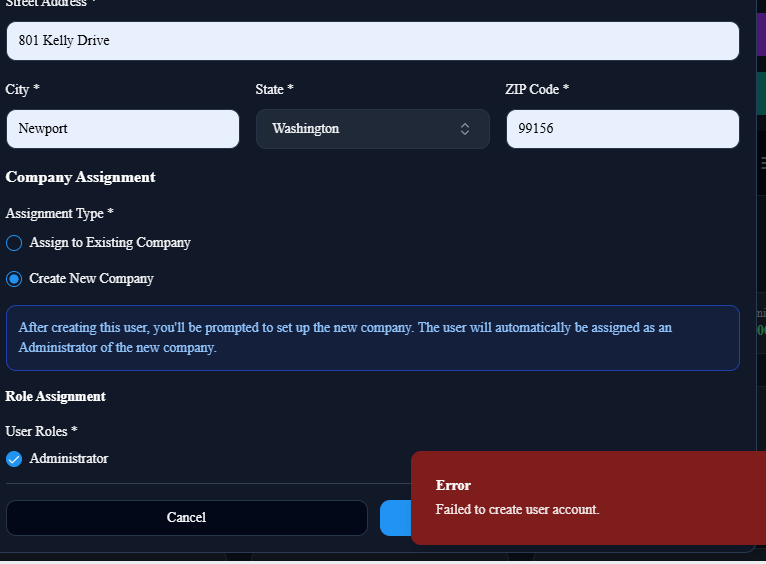 Street Address *
801 Kelly Drive
City *
State *
ZIP Code *
Newport
Washington
99156
Company Assignment
Assignment Type *
Assign to Existing Company
Create New Company
After creating this user, you'll be prompted to set up the new company. The user will automatically be assigned as an
Administrator of the new company.
Role Assignment
User Roles *
Administrator
Error
Failed to create user account.
Cancel